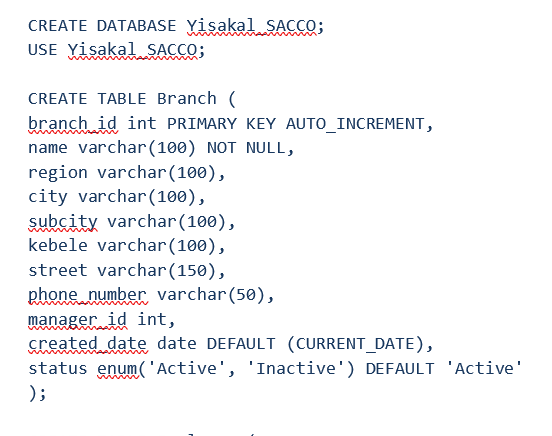 CREATE DATABASE Yisakal_SACCO;
USE Yisakal_SACCO;
CREATE TABLE Branch (
branch_id int PRIMARY KEY AUTO_INCREMENT,
name varchar(100) NOT NULL,
region varchar(100),
city varchar(100),
subcity varchar(100),
kebele varchar(100),
street varchar(150),
phone_number varchar(50),
manager_id int,
created_date date DEFAULT (CURRENT_DATE),
status enum('Active', 'Inactive') DEFAULT 'Active'
);